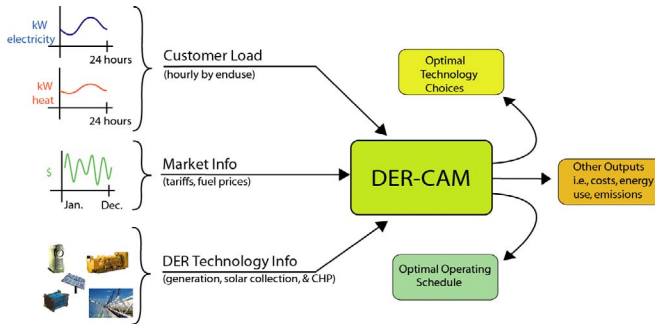 kW
electricity
24 hours
kW
heat
24 hours
Customer Load
(hourly by enduse)
$
Jan.
Dec.
Market Info
(tariffs, fuel prices)
DER Technology Info
(generation, solar collection, & CHP)
DER-CAM
Optimal
Technology
Choices
Other Outputs
i.e., costs, energy
use, emissions
Optimal Operating
Schedule